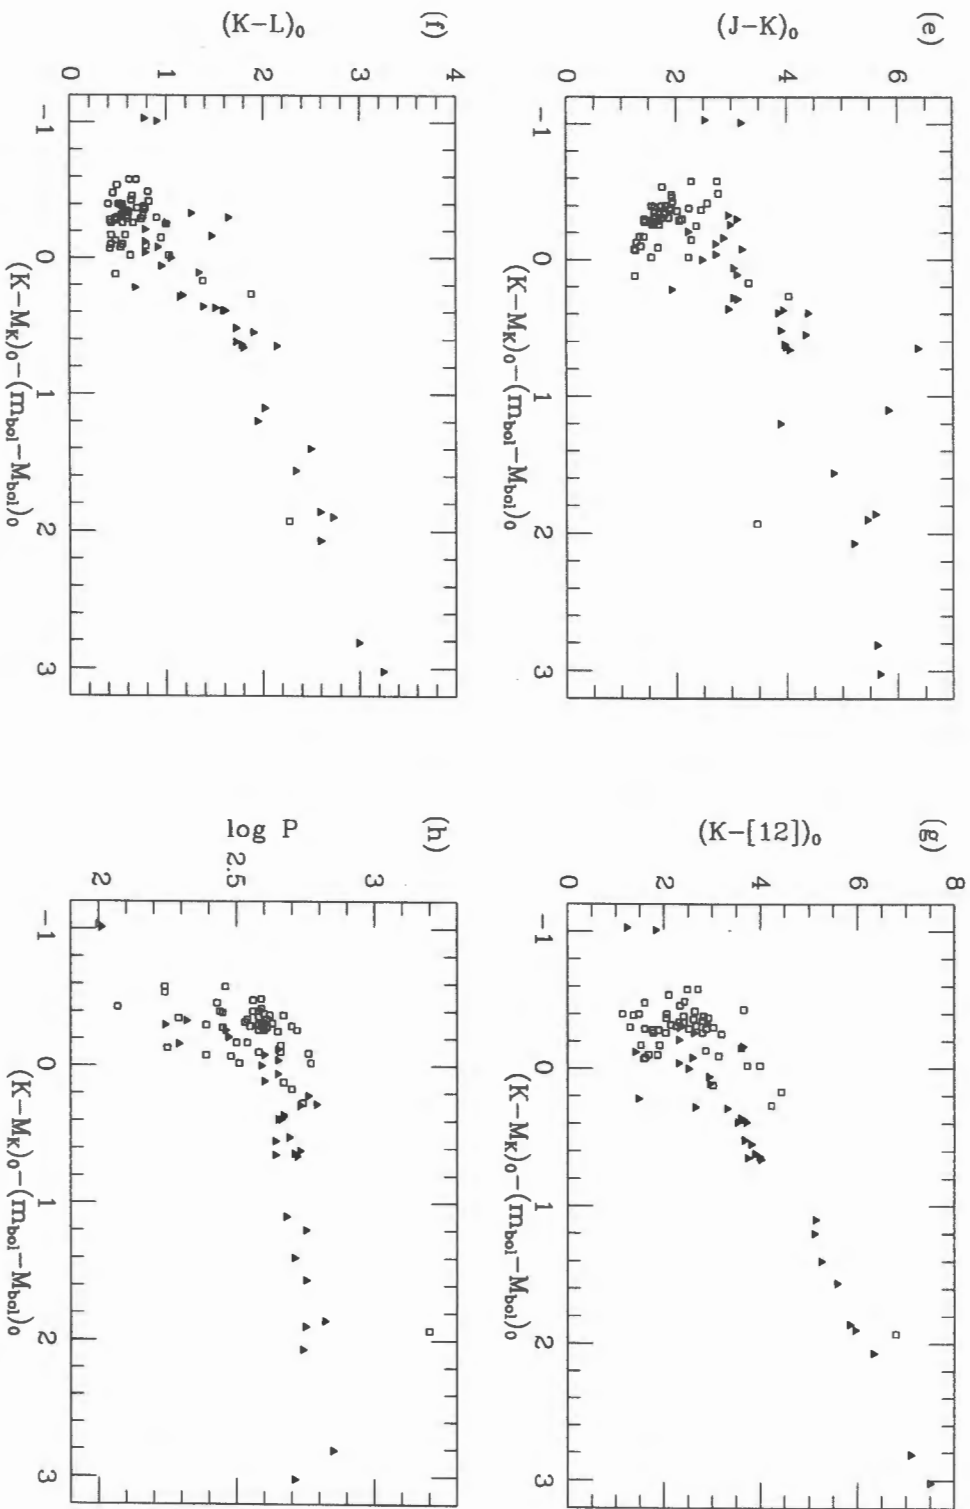 (e)
(J−K)₀
6
4
2
0
−1 0 1 2 3
(K−M_K)₀−(m_bol−M_bol)₀
(g)
(K−[12])₀
8
6
4
2
0
−1 0 1 2 3
(K−M_K)₀−(m_bol−M_bol)₀
(f)
(K−L)₀
4
2
1
0
−1 0 1 2 3
(K−M_K)₀−(m_bol−M_bol)₀
(h)
log P
3
2.5
2
−1 0 1 2 3
(K−M_K)₀−(m_bol−M_bol)₀